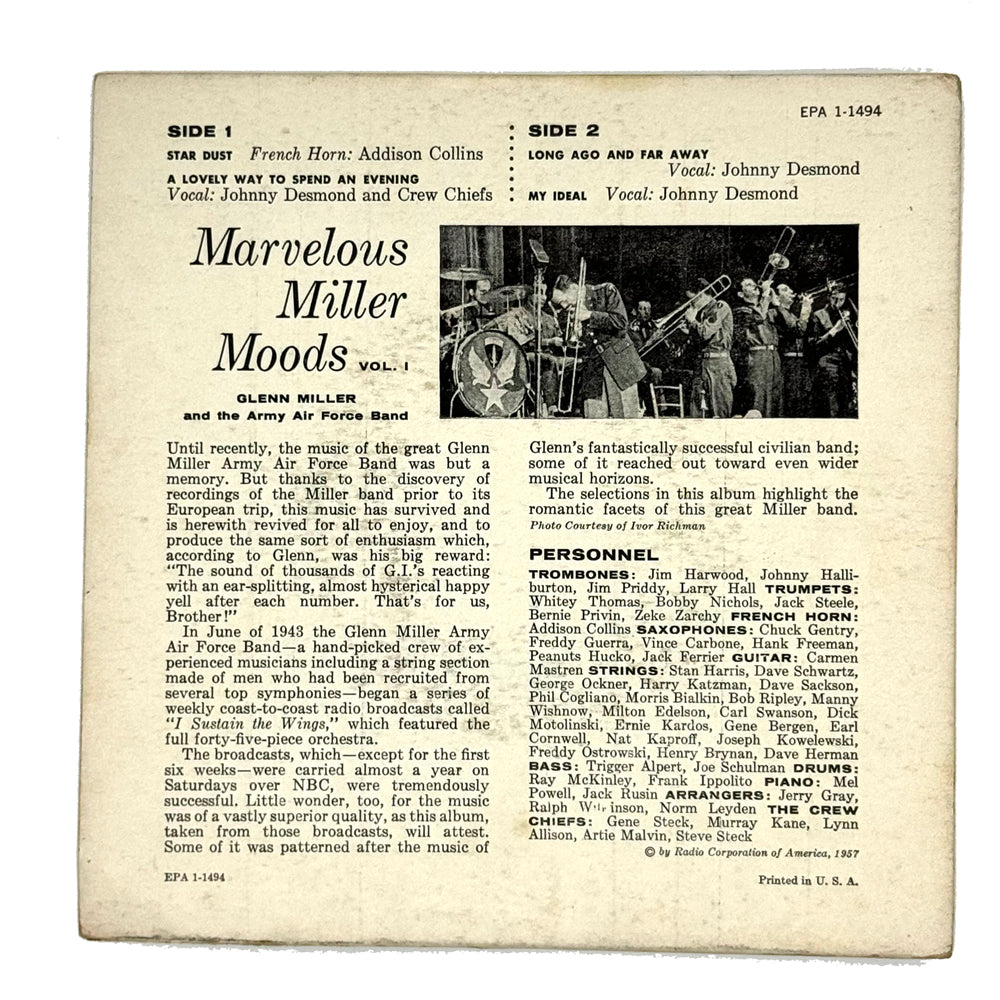 EPA 1-1494
SIDE 1
STAR DUST French Horn: Addison Collins
A LOVELY WAY TO SPEND AN EVENING
Vocal: Johnny Desmond and Crew Chiefs
SIDE 2
LONG AGO AND FAR AWAY
Vocal: Johnny Desmond
MY IDEAL Vocal: Johnny Desmond
Marvelous
Miller
Moods VOL. I
GLENN MILLER
and the Army Air Force Band
Until recently, the music of the great Glenn
Miller Army Air Force Band was but a
memory. But thanks to the discovery of
recordings of the Miller band prior to its
European trip, this music has survived and
is herewith revived for all to enjoy, and to
produce the same sort of enthusiasm which,
according to Glenn, was his big reward:
“The sound of thousands of G.I.’s reacting
with an ear-splitting, almost hysterical happy
yell after each number. That’s for us,
Brother!”
In June of 1943 the Glenn Miller Army
Air Force Band—a hand-picked crew of ex-
perienced musicians including a string section
made of men who had been recruited from
several top symphonies—began a series of
weekly coast-to-coast radio broadcasts called
“I Sustain the Wings,” which featured the
full forty-five-piece orchestra.
The broadcasts, which—except for the first
six weeks—were carried almost a year on
Saturdays over NBC, were tremendously
successful. Little wonder, too, for the music
was of a vastly superior quality, as this album,
taken from those broadcasts, will attest.
Some of it was patterned after the music of
Glenn’s fantastically successful civilian band;
some of it reached out toward even wider
musical horizons.
The selections in this album highlight the
romantic facets of this great Miller band.
Photo Courtesy of Ivor Richman
PERSONNEL
TROMBONES: Jim Harwood, Johnny Halli-
burton, Jim Priddy, Larry Hall TRUMPETS:
Whitey Thomas, Bobby Nichols, Jack Steele,
Bernie Privin, Zeke Zarchy FRENCH HORN:
Addison Collins SAXOPHONES: Chuck Gentry,
Freddy Guerra, Vince Carbone, Hank Freeman,
Peanuts Hucko, Jack Ferrier GUITAR: Carmen
Mastren STRINGS: Stan Harris, Dave Schwartz,
George Ockner, Harry Katzman, Dave Sackson,
Phil Cogliano, Morris Bialkin, Bob Ripley, Manny
Wishnow, Milton Edelson, Carl Swanson, Dick
Motolinski, Ernie Kardos, Gene Bergen, Earl
Cornwell, Nat Kaproff, Joseph Kowelewski,
Freddy Ostrowski, Henry Brynan, Dave Herman
BASS: Trigger Alpert, Joe Schulman DRUMS:
Ray McKinley, Frank Ippolito PIANO: Mel
Powell, Jack Rusin ARRANGERS: Jerry Gray,
Ralph Norm Leyden THE CREW
CHIEFS: Gene Steck, Murray Kane, Lynn
Allison, Artie Malvin, Steve Steck
© by Radio Corporation of America, 1957
EPA 1-1494
Printed in U. S. A.